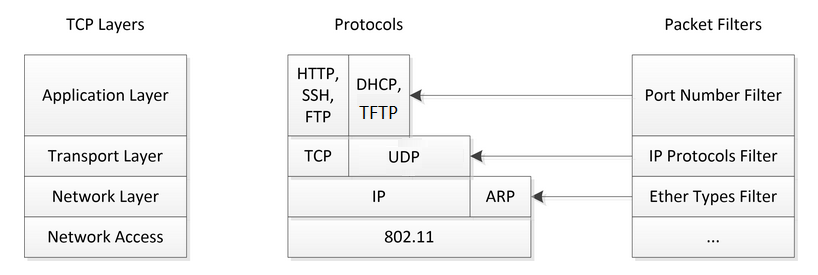 TCP Layers
Protocols
Packet Filters
Application Layer
HTTP,
SSH,
FTP
DHCP,
TFTP
Port Number Filter
Transport Layer
TCP
UDP
IP Protocols Filter
Network Layer
IP
ARP
Ether Types Filter
Network Access
802.11
...